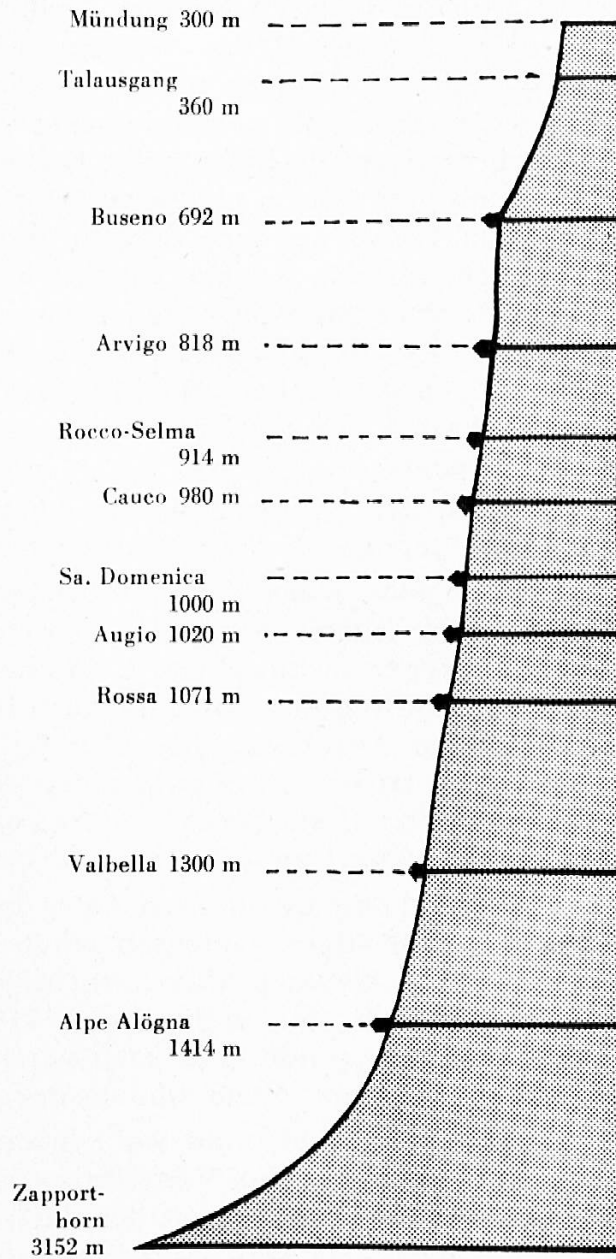 Mündung 300 m
Talausgang
360 m
Buseno 692 m
Arvigo 818 m
Rocco-Selma
914 m
Cauco 980 m
Sa. Domenica
1000 m
Augio 1020 m
Rossa 1071 m
Valbella 1300 m
Alpe Alögna
1414 m
Zapport-
horn
3152 m